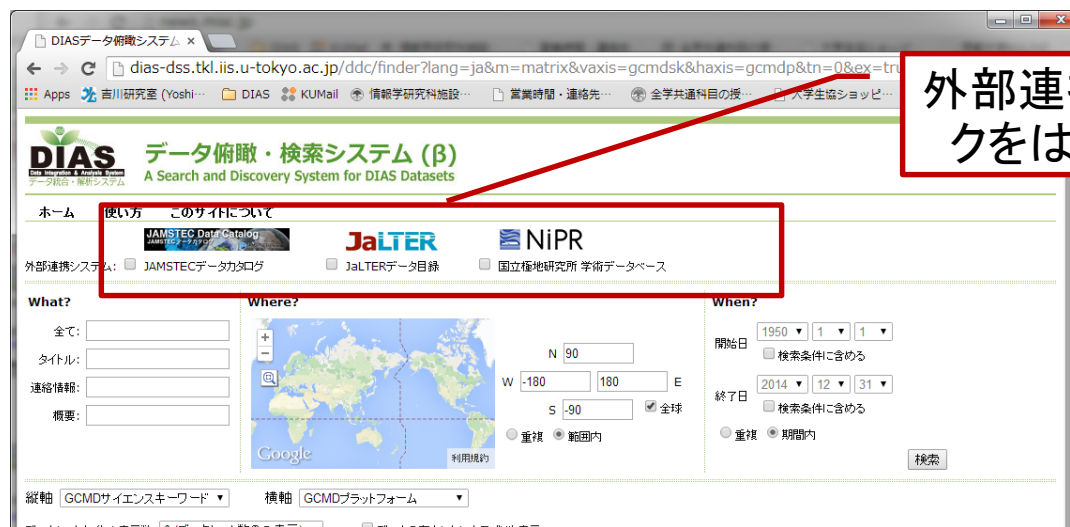 DIASデータ俯瞰システム
dias-dss.tkl.iis.u-tokyo.ac.jp/ddc/finder?lang=ja&m=matrix&vaxis=gcmdsk&haxis=gcmdp&tn=0&ex=tru
Apps 吉川研究室 (Yoshi… DIAS KUMail 情報学研究科施設… 営業時間・連絡先… 全学共通科目の授… 大学生協ショッピ…
外部連
クをは
DIAS
Data Integration & Analysis System
データ統合・解析システム
データ俯瞰・検索システム (β)
A Search and Discovery System for DIAS Datasets
ホーム 使い方 このサイトについて
JAMSTEC Data Catalog
JAMSTEC データカタログ
JaLTER
NiPR
外部連携システム: JAMSTECデータカタログ JaLTERデータ目録 国立極地研究所 学術データベース
What? Where? When?
全て:
タイトル:
連絡情報:
概要:
Google
利用規約
N 90
W -180 180 E
S -90 全球
重複 範囲内
開始日 1950 1 1
検索条件に含める
終了日 2014 12 31
検索条件に含める
重複 期間内
検索
縦軸 GCMDサイエンスキーワード 横軸 GCMDプラットフォーム